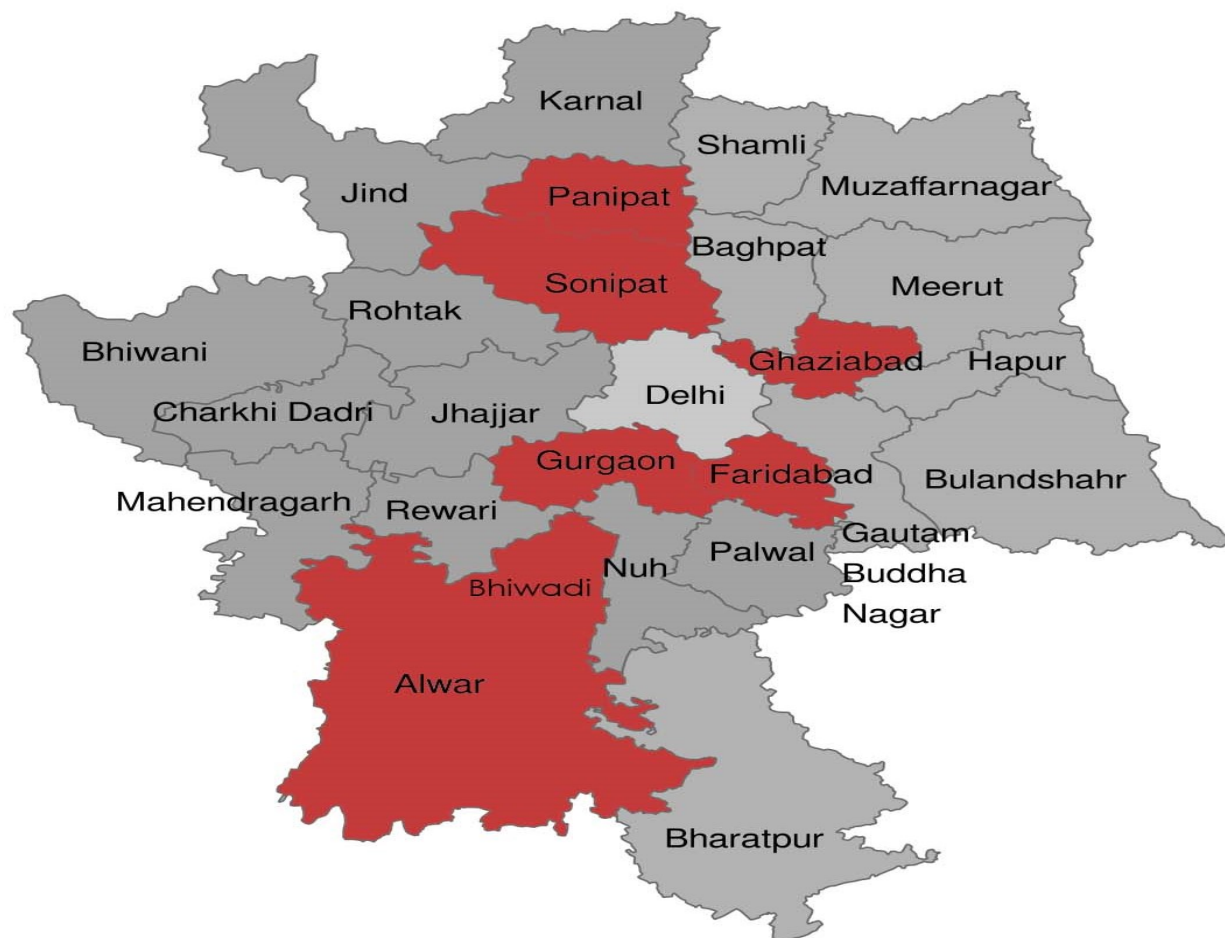 Karnal
Shamli
Muzaffarnagar
Jind
Panipat
Baghpat
Sonipat
Meerut
Rohtak
Bhiwani
Ghaziabad
Hapur
Delhi
Charkhi Dadri
Jhajjar
Gurgaon
Faridabad
Bulandshahr
Mahendragarh
Rewari
Gautam
Buddha
Nagar
Palwal
Nuh
Bhiwadi
Alwar
Bharatpur